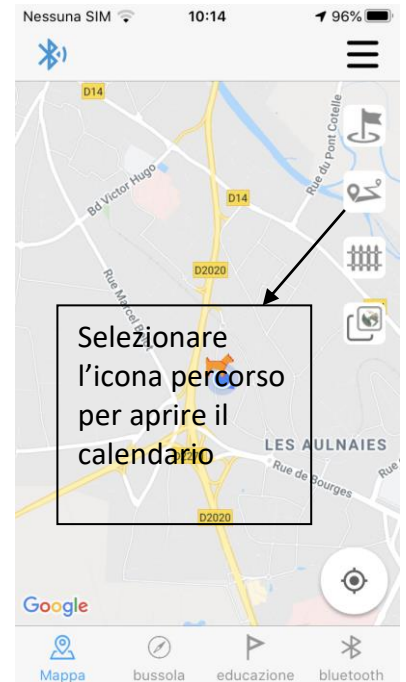 Nessuna SIM 10:14 96%
D14
Rue du Pont Cotelle
Bd Victor Hugo
D14
D2020
Rue Marcel
Selezionare
l’icona percorso
per aprire il
calendario
LES AULNAIES
Rue de Bourges
Rue
D2020
Google
Mappa bussola educazione bluetooth